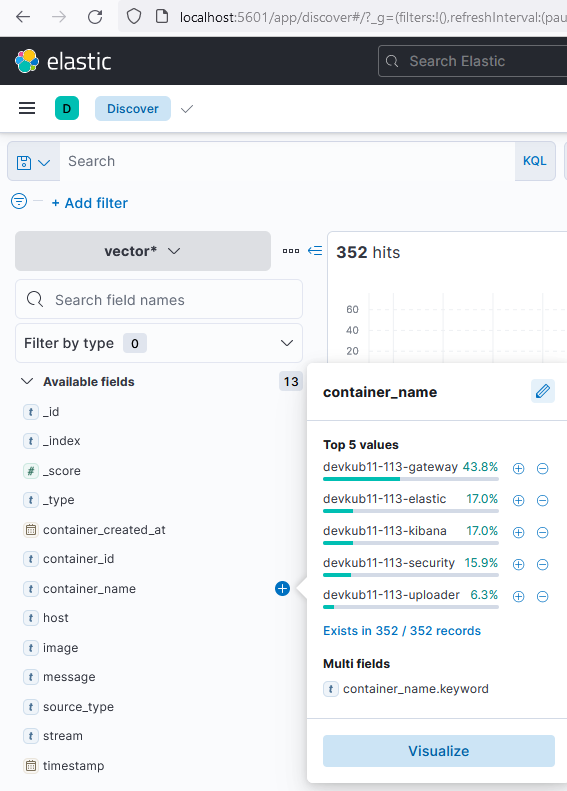 localhost:5601/app/discover#/?_g=(filters:!(),refreshInterval:(pau
elastic
Search Elastic
D
Discover
Search
KQL
+ Add filter
vector*
352 hits
Search field names
60
40
20
Filter by type 0
Available fields 13
t _id
t _index
# _score
t _type
container_created_at
t container_id
t container_name
t host
t image
t message
t source_type
t stream
timestamp
container_name
Top 5 values
devkub11-113-gateway 43.8%
devkub11-113-elastic 17.0%
devkub11-113-kibana 17.0%
devkub11-113-security 15.9%
devkub11-113-uploader 6.3%
Exists in 352 / 352 records
Multi fields
t container_name.keyword
Visualize